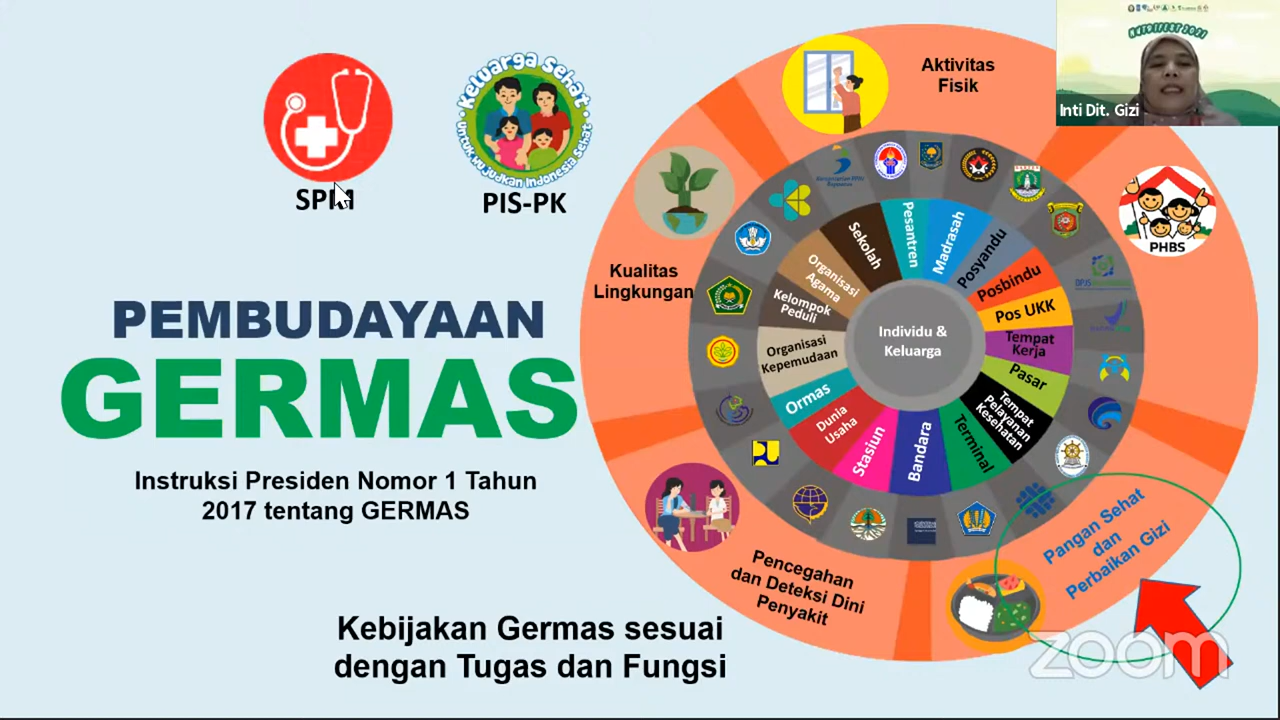 SPM
Keluarga Sehat
untuk wujudkan Indonesia sehat
PIS-PK
PEMBUDAYAAN
GERMAS
Instruksi Presiden Nomor 1 Tahun
2017 tentang GERMAS
Kebijakan Germas sesuai
dengan Tugas dan Fungsi
Aktivitas
Fisik
PHBS
Pangan Sehat
dan
Perbaikan Gizi
Pencegahan
dan Deteksi Dini
Penyakit
Kualitas
Lingkungan
Individu &
Keluarga
Sekolah
Pesantren
Madrasah
Posyandu
Posbindu
Pos UKK
Tempat
Kerja
Pasar
Tempat
Pelayanan
Kesehatan
Terminal
Bandara
Stasiun
Dunia
Usaha
Ormas
Organisasi
Kepemudaan
Kelompok
Peduli
Organisasi
Agama
Inti Dit. Gizi
zoom